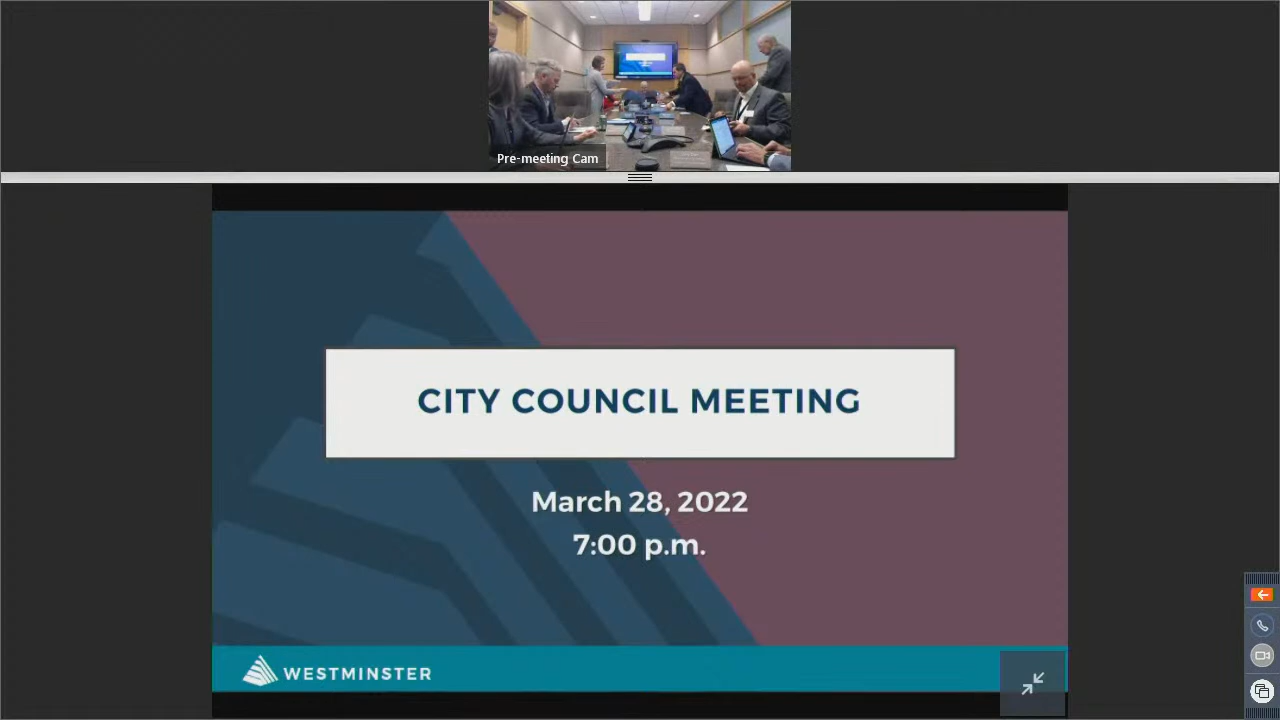 Pre-meeting Cam
CITY COUNCIL MEETING
March 28, 2022
7:00 p.m.
WESTMINSTER